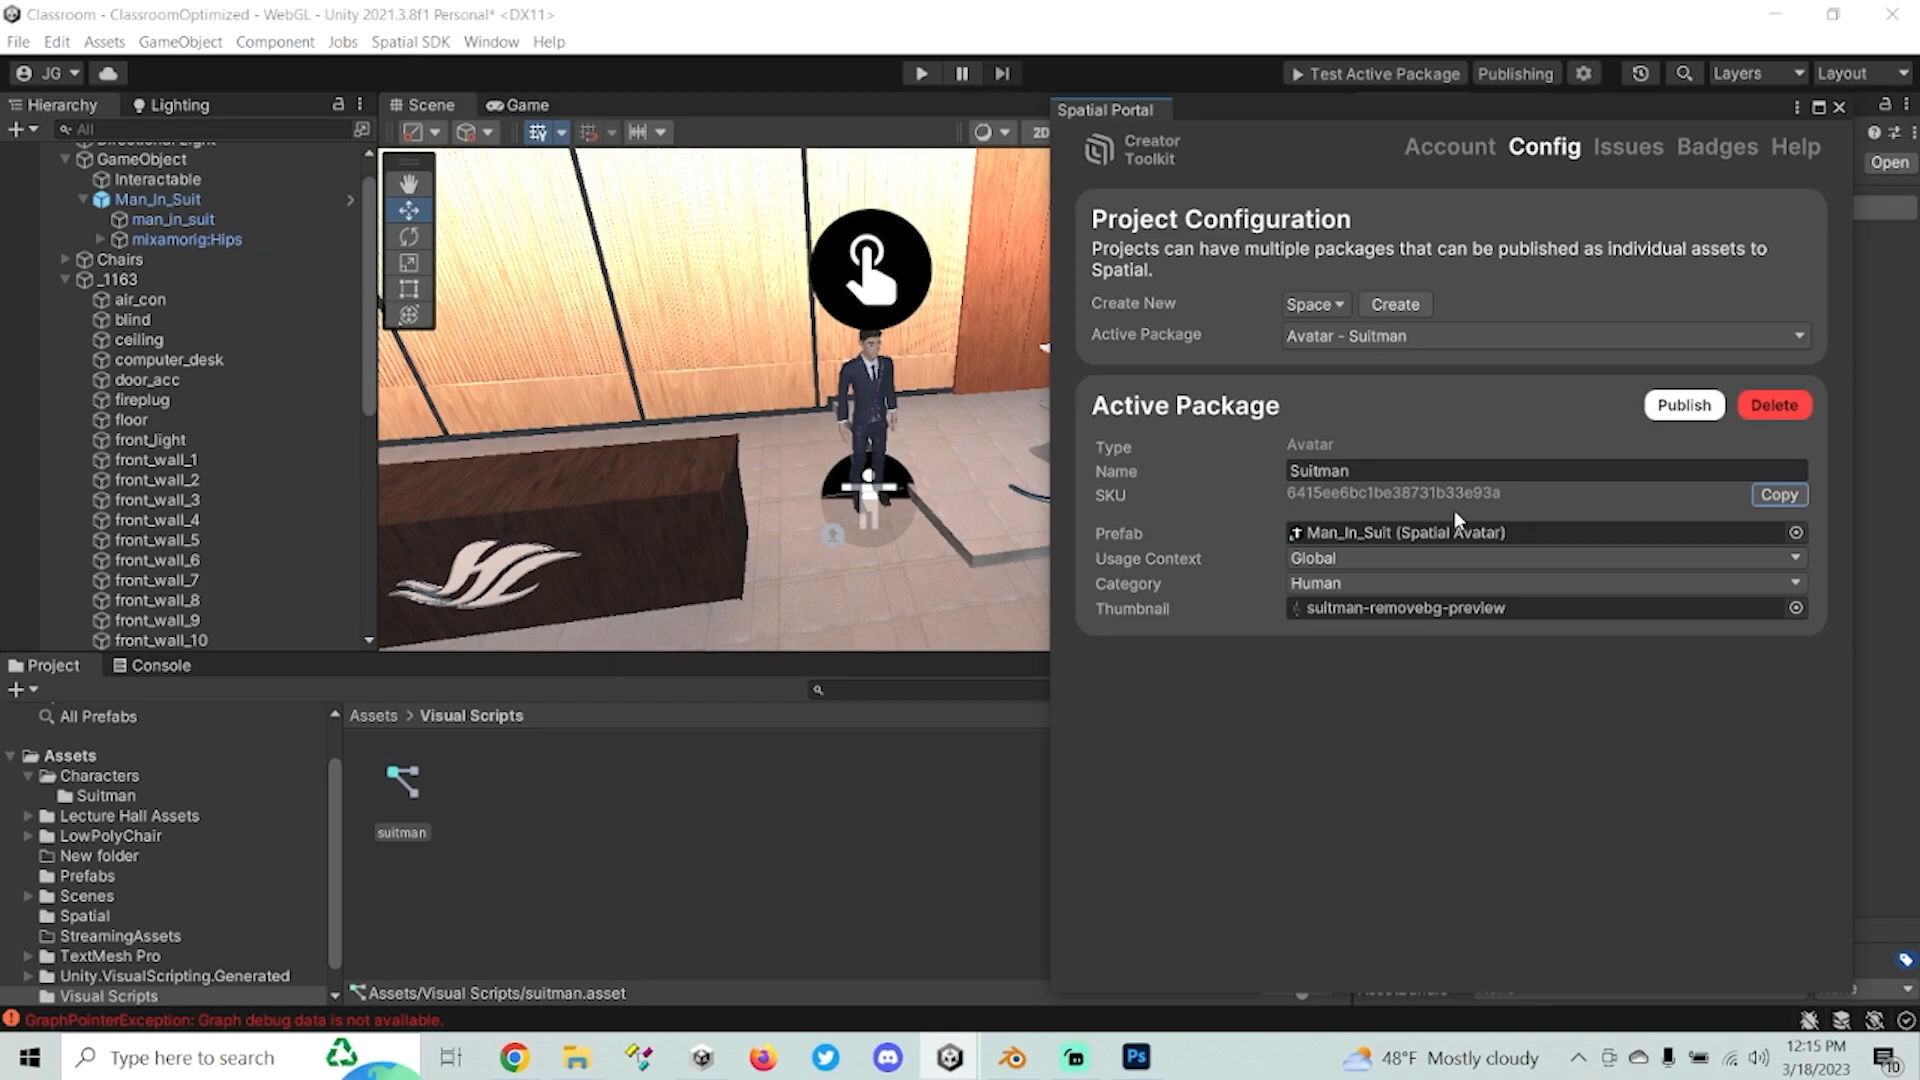 Classroom - ClassroomOptimized - WebGL - Unity 2021.3.8f1 Personal* <DX11>
File Edit Assets GameObject Component Jobs Spatial SDK Window Help
JG Test Active Package Publishing Layers Layout
Hierarchy Lighting
All
Directional Light
GameObject
Interactable
Man_In_Suit
man_in_suit
mixamorig:Hips
Chairs
_1163
air_con
blind
ceiling
computer_desk
door_acc
fireplug
floor
front_light
front_wall_1
front_wall_2
front_wall_3
front_wall_4
front_wall_5
front_wall_6
front_wall_7
front_wall_8
front_wall_9
front_wall_10
Scene Game
2D
Spatial Portal
Creator
Toolkit
Account Config Issues Badges Help
Open
Project Configuration
Projects can have multiple packages that can be published as individual assets to
Spatial.
Create New Space Create
Active Package Avatar - Suitman
Active Package Publish Delete
Type Avatar
Name Suitman
SKU 6415ee6bc1be38731b33e93a Copy
Prefab Man_In_Suit (Spatial Avatar)
Usage Context Global
Category Human
Thumbnail suitman-removebg-preview
Project Console
All Prefabs
Assets
Characters
Suitman
Lecture Hall Assets
LowPolyChair
New folder
Prefabs
Scenes
Spatial
StreamingAssets
TextMesh Pro
Unity.VisualScripting.Generated
Visual Scripts
Assets > Visual Scripts
suitman
Assets/Visual Scripts/suitman.asset
GraphPointerException: Graph debug data is not available.
Type here to search
Ps
48°F Mostly cloudy
12:15 PM
3/18/2023
10